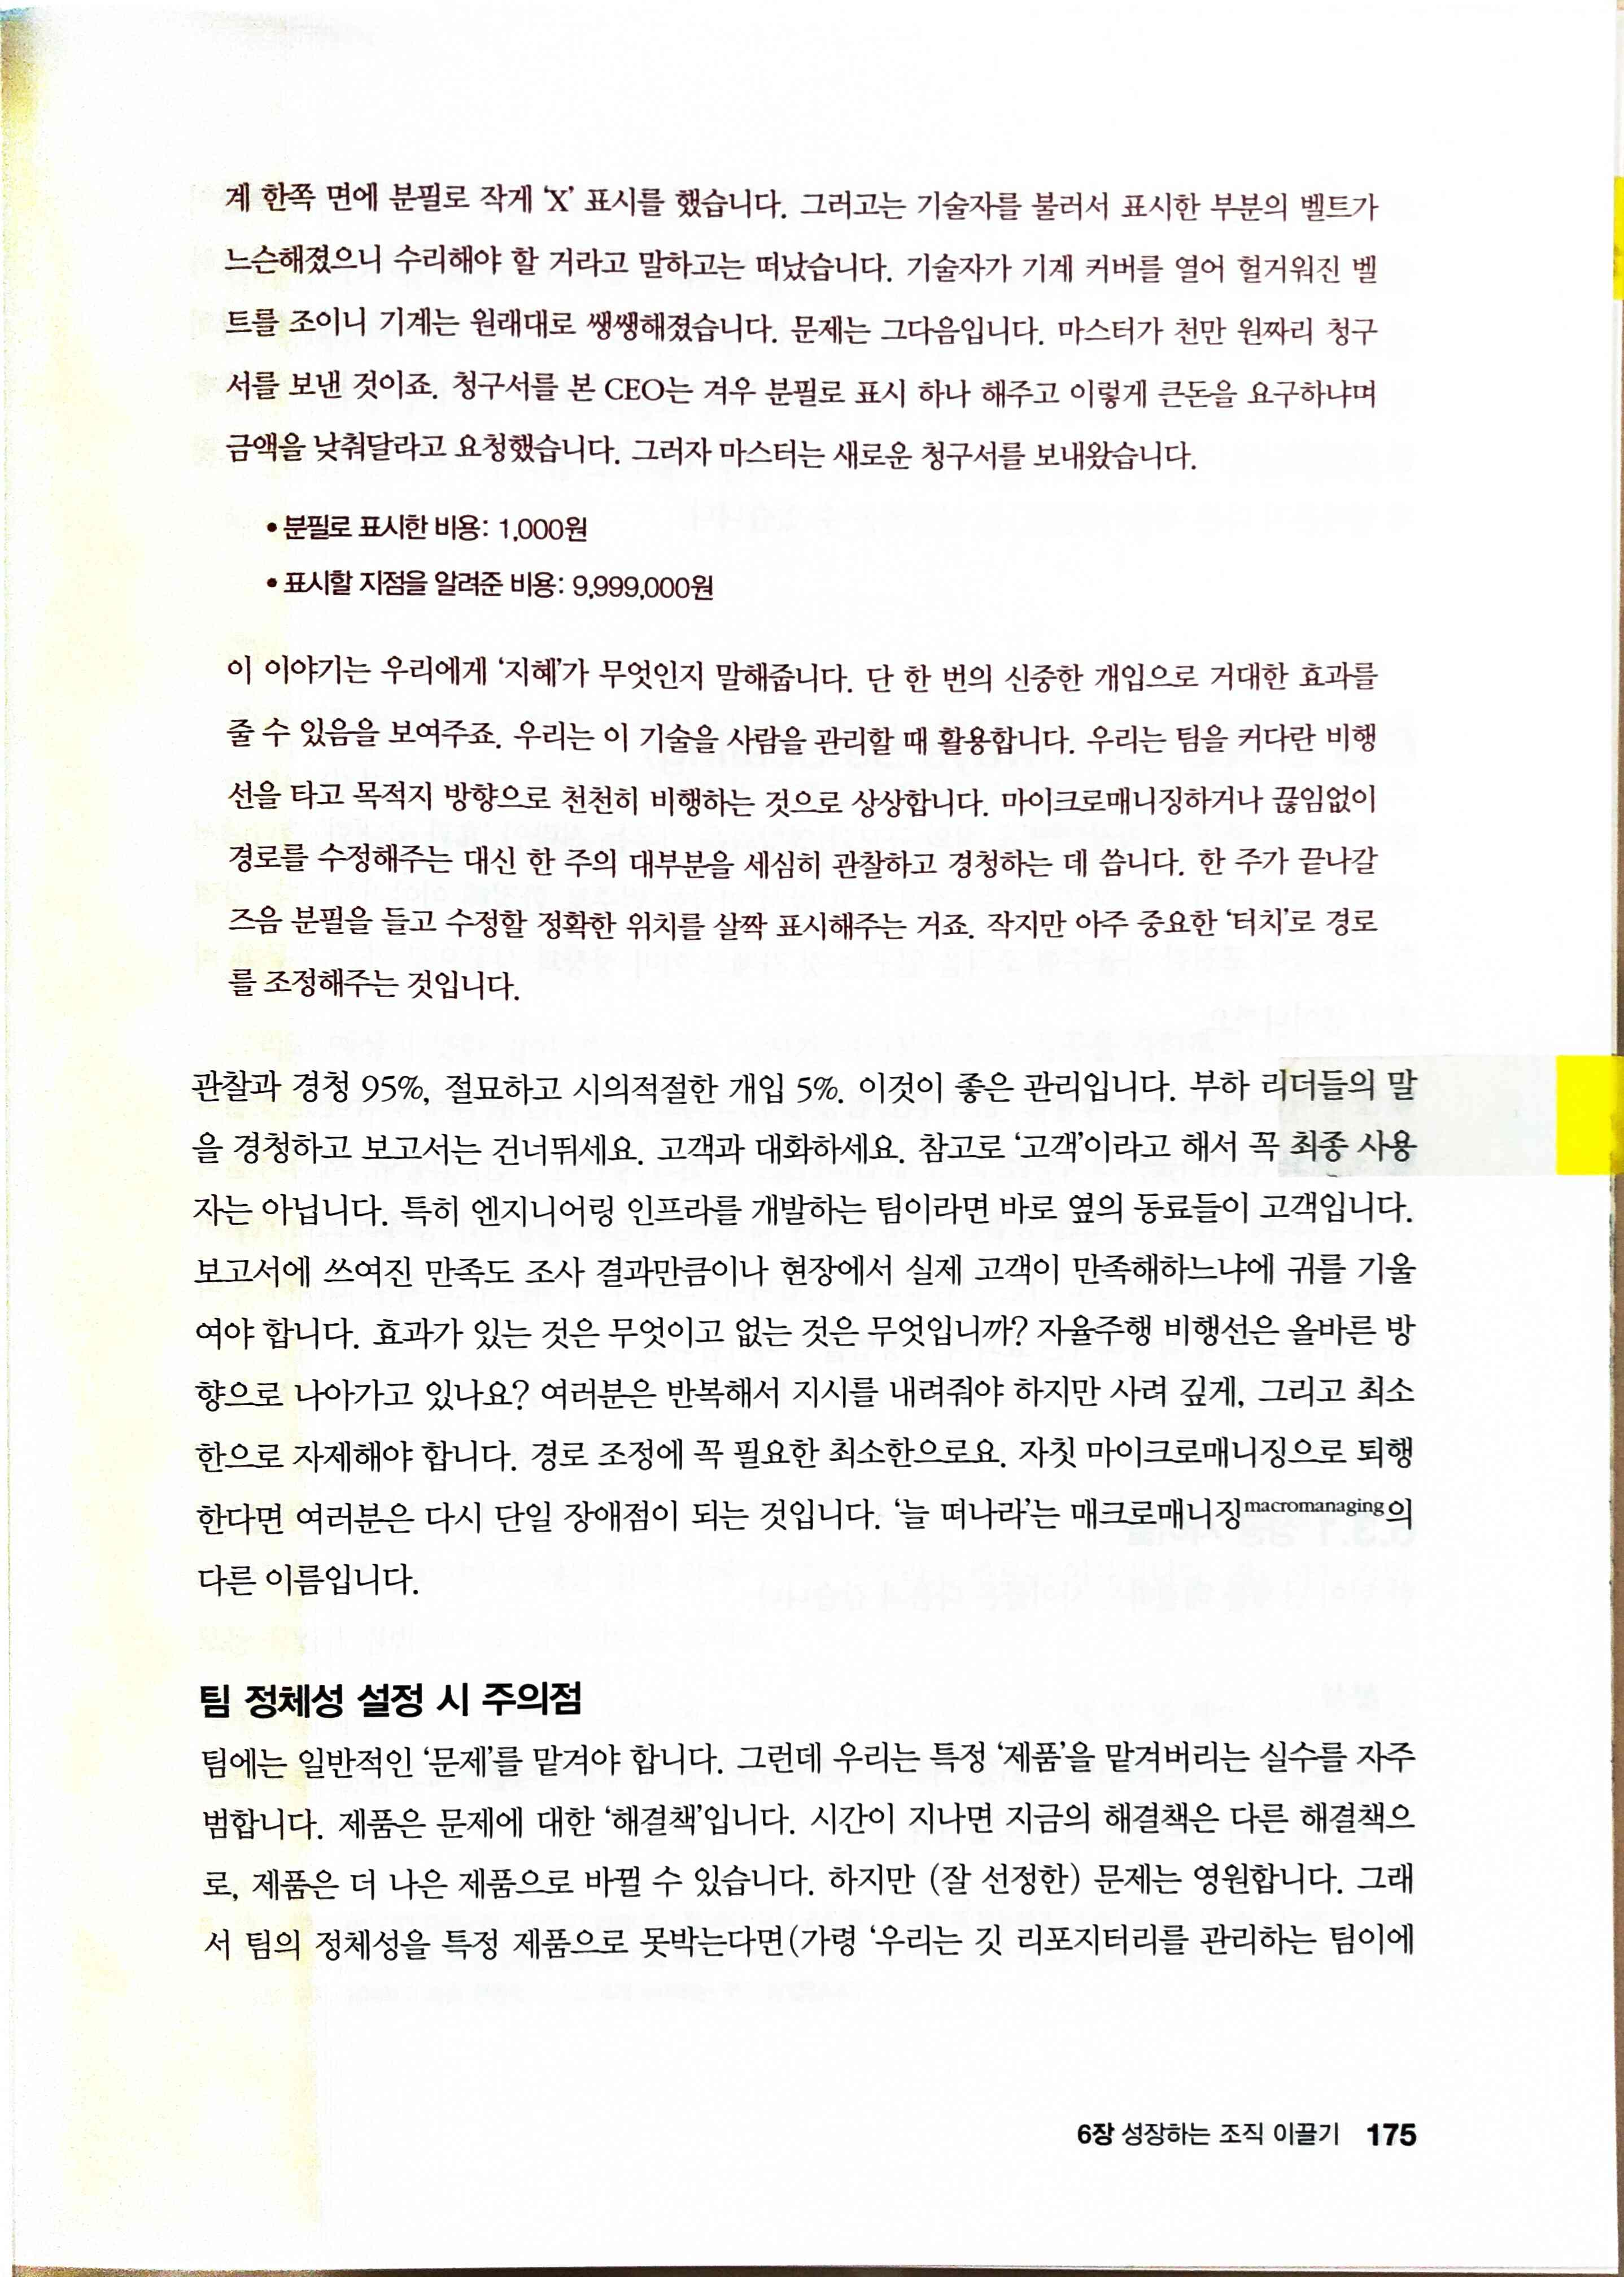 계 한쪽 면에 분필로 작게 ‘X’ 표시를 했습니다. 그러고는 기술자를 불러서 표시한 부분의 벨트가
느슨해졌으니 수리해야 할 거라고 말하고는 떠났습니다. 기술자가 기계 커버를 열어 헐거워진 벨
트를 조이니 기계는 원래대로 쌩쌩해졌습니다. 문제는 그다음입니다. 마스터가 천만 원짜리 청구
서를 보낸 것이죠. 청구서를 본 CEO는 겨우 분필로 표시 하나 해주고 이렇게 큰돈을 요구하냐며
금액을 낮춰달라고 요청했습니다. 그러자 마스터는 새로운 청구서를 보내왔습니다.
• 분필로 표시한 비용: 1,000원
• 표시할 지점을 알려준 비용: 9,999,000원
이 이야기는 우리에게 ‘지혜’가 무엇인지 말해줍니다. 단 한 번의 신중한 개입으로 거대한 효과를
줄 수 있음을 보여주죠. 우리는 이 기술을 사람을 관리할 때 활용합니다. 우리는 팀을 커다란 비행
선을 타고 목적지 방향으로 천천히 비행하는 것으로 상상합니다. 마이크로매니징하거나 끊임없이
경로를 수정해주는 대신 한 주의 대부분을 세심히 관찰하고 경청하는 데 씁니다. 한 주가 끝나갈
즈음 분필을 들고 수정할 정확한 위치를 살짝 표시해주는 거죠. 작지만 아주 중요한 ‘터치’로 경로
를 조정해주는 것입니다.
관찰과 경청 95%, 절묘하고 시의적절한 개입 5%. 이것이 좋은 관리입니다. 부하 리더들의 말
을 경청하고 보고서는 건너뛰세요. 고객과 대화하세요. 참고로 ‘고객’이라고 해서 꼭 최종 사용
자는 아닙니다. 특히 엔지니어링 인프라를 개발하는 팀이라면 바로 옆의 동료들이 고객입니다.
보고서에 쓰여진 만족도 조사 결과만큼이나 현장에서 실제 고객이 만족해하느냐에 귀를 기울
여야 합니다. 효과가 있는 것은 무엇이고 없는 것은 무엇입니까? 자율주행 비행선은 올바른 방
향으로 나아가고 있나요? 여러분은 반복해서 지시를 내려줘야 하지만 사려 깊게, 그리고 최소
한으로 자제해야 합니다. 경로 조정에 꼭 필요한 최소한으로요. 자칫 마이크로매니징으로 퇴행
한다면 여러분은 다시 단일 장애점이 되는 것입니다. ‘늘 떠나라’는 매크로매니징macromanaging의
다른 이름입니다.
팀 정체성 설정 시 주의점
팀에는 일반적인 ‘문제’를 맡겨야 합니다. 그런데 우리는 특정 ‘제품’을 맡겨버리는 실수를 자주
범합니다. 제품은 문제에 대한 ‘해결책’입니다. 시간이 지나면 지금의 해결책은 다른 해결책으
로, 제품은 더 나은 제품으로 바뀔 수 있습니다. 하지만 (잘 선정한) 문제는 영원합니다. 그래
서 팀의 정체성을 특정 제품으로 못박는다면(가령 ‘우리는 깃 리포지터리를 관리하는 팀이에
6장 성장하는 조직 이끌기 175